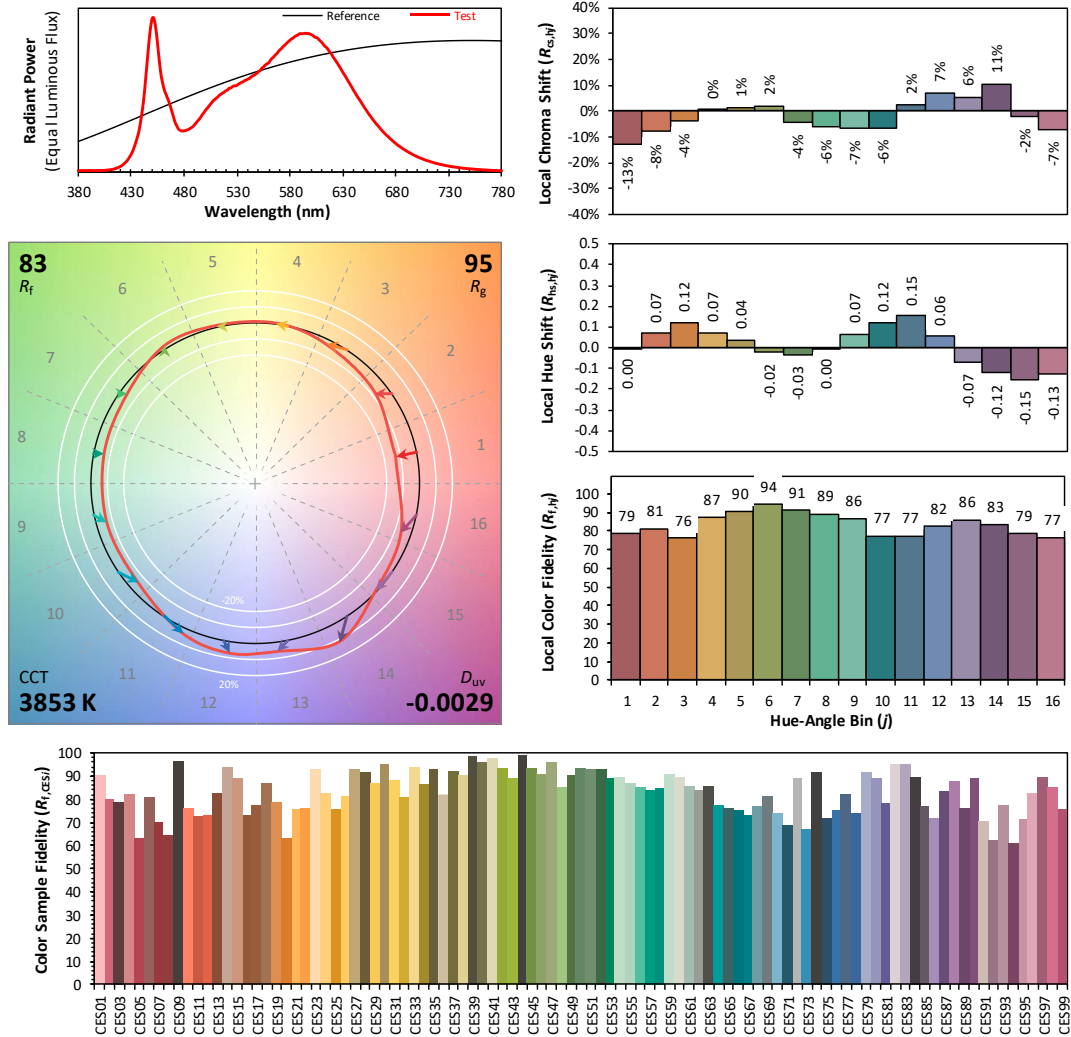 Radiant Power
(Equal Luminous Flux)
Reference
Test
380 430 480 530 580 630 680 730 780
Wavelength (nm)
Local Chroma Shift (Rcs,hj)
40%
30%
20%
10%
0%
-10%
-20%
-30%
-40%
-13% -8% -4% 0% 1% 2% -4% -6% -7% -6% 2% 7% 6% 11% -2% -7%
83
Rf
95
Rg
5 4
6 3
7 2
8 1
9 16
10 15
11 14
12 13
-20%
20%
CCT
3853 K
Duv
-0.0029
Local Hue Shift (Rhs,hj)
0.5
0.4
0.3
0.2
0.1
0.0
-0.1
-0.2
-0.3
-0.4
-0.5
0.00 0.07 0.12 0.07 0.04 -0.02 -0.03 0.00 0.07 0.12 0.15 0.06 -0.07 -0.12 -0.15 -0.13
Local Color Fidelity (Rf,hj)
100
90
80
70
60
50
40
30
20
10
0
79 81 76 87 90 94 91 89 86 77 77 82 86 83 79 77
1 2 3 4 5 6 7 8 9 10 11 12 13 14 15 16
Hue-Angle Bin (j)
Color Sample Fidelity (Rf,CESi)
100
90
80
70
60
50
40
30
20
10
0
CES01 CES03 CES05 CES07 CES09 CES11 CES13 CES15 CES17 CES19 CES21 CES23 CES25 CES27 CES29 CES31 CES33 CES35 CES37 CES39 CES41 CES43 CES45 CES47 CES49 CES51 CES53 CES55 CES57 CES59 CES61 CES63 CES65 CES67 CES69 CES71 CES73 CES75 CES77 CES79 CES81 CES83 CES85 CES87 CES89 CES91 CES93 CES95 CES97 CES99